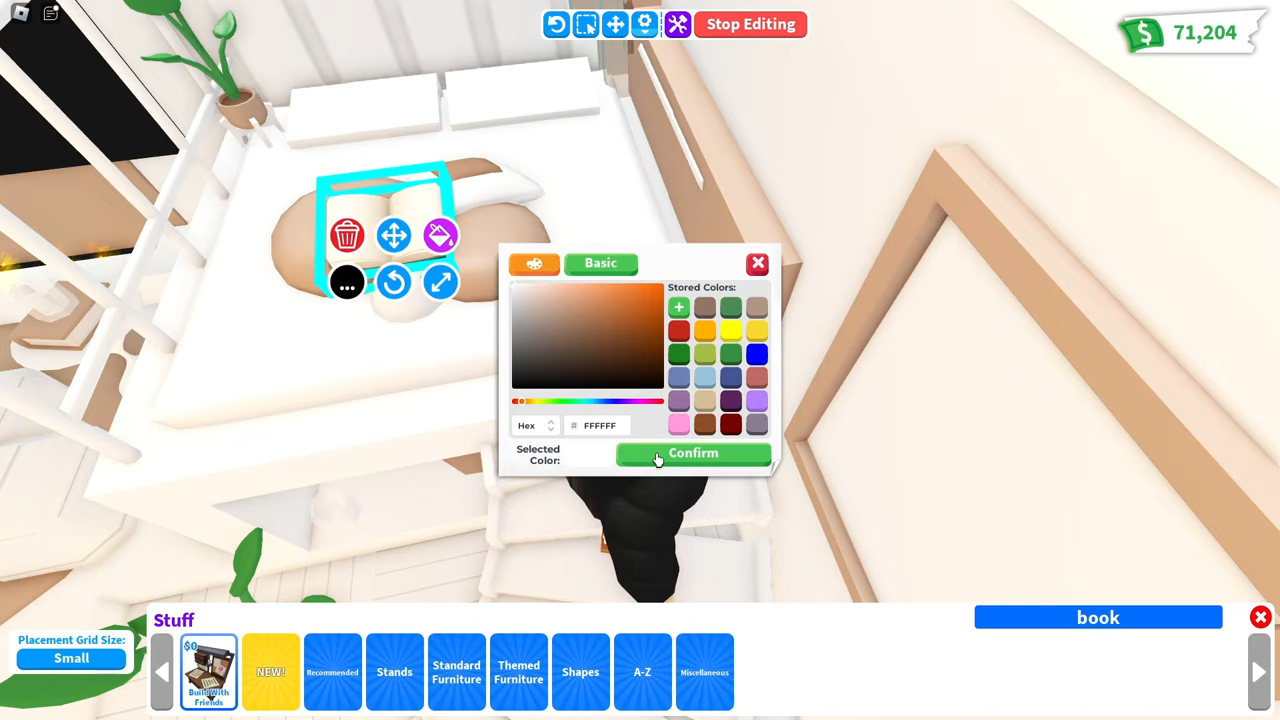 Stop Editing
71,204
Basic
Stored Colors:
Hex
# FFFFFF
Selected
Color:
Confirm
Stuff
book
Placement Grid Size:
Small
$0
Build With
Friends
NEW!
Recommended
Stands
Standard
Furniture
Themed
Furniture
Shapes
A-Z
Miscellaneous